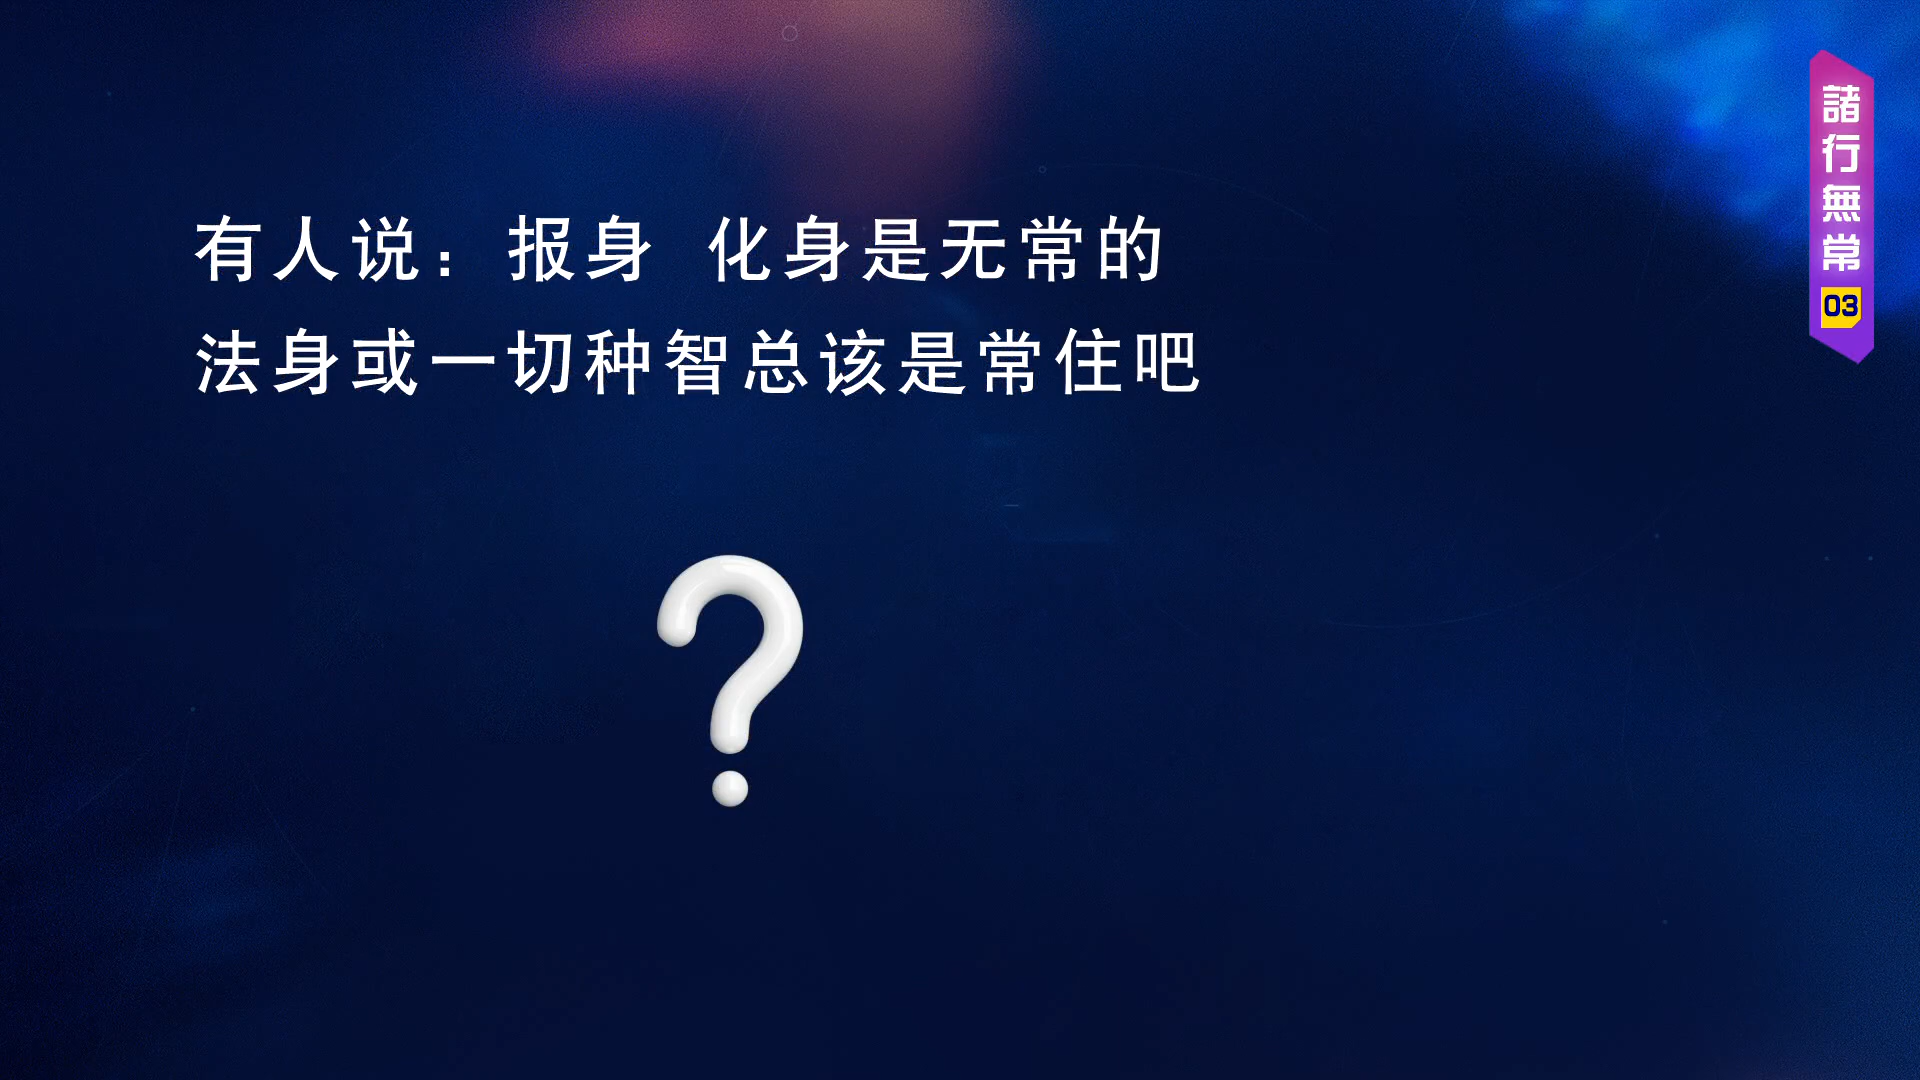 有人说：报身 化身是无常的
法身或一切种智总该是常住吧
?
諸行無常
03